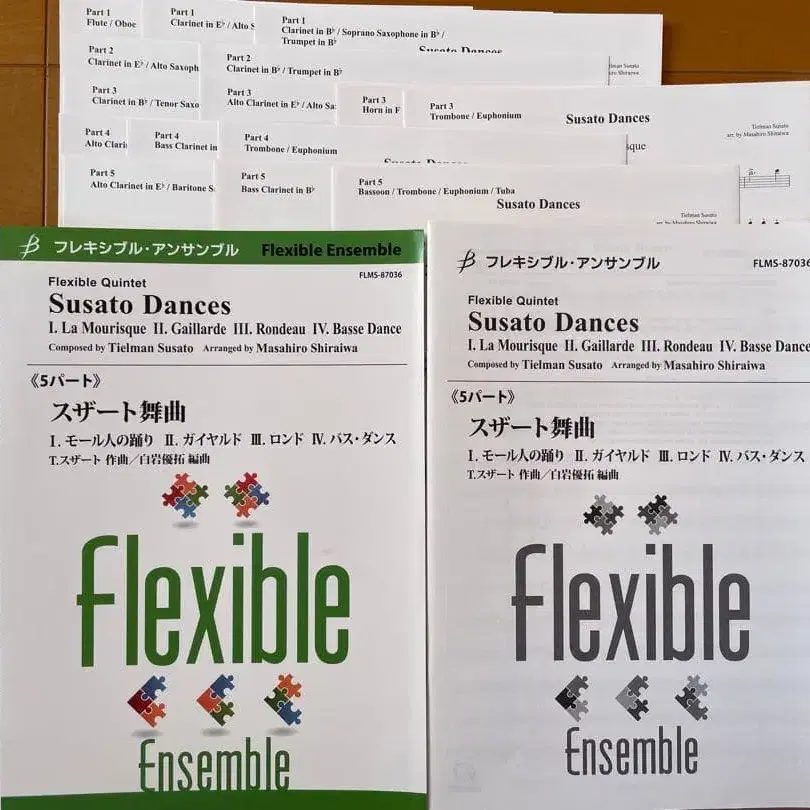 Part 1
Flute / Oboe
Part 1
Clarinet in E♭ / Alto S
Part 1
Clarinet in B♭ / Soprano Saxophone in B♭ /
Trumpet in B♭
Susato Dances
Part 2
Clarinet in E♭ / Alto Saxoph
Part 2
Clarinet in B♭ / Trumpet in B♭
Part 3
Clarinet in B♭ / Tenor Saxo
Part 3
Alto Clarinet in E♭ / Alto Sa
Part 3
Horn in F
Part 3
Trombone / Euphonium
Susato Dances
Tielman Susato
arr. by Masahiro Shiraiwa
Part 4
Alto Clari
Part 4
Bass Clarinet in
Part 4
Trombone / Euphonium
Susato Dances
Part 5
Alto Clarinet in E♭ / Baritone S
Part 5
Bass Clarinet in B♭
Part 5
Bassoon / Trombone / Euphonium / Tuba
Susato Dances
Tielman Susato
フレキシブル・アンサンブル Flexible Ensemble
FLMS-87036
Flexible Quintet
Susato Dances
I. La Mourisque II. Gaillarde III. Rondeau IV. Basse Dance
Composed by Tielman Susato Arranged by Masahiro Shiraiwa
《5パート》
スザート舞曲
Ⅰ. モール人の踊り Ⅱ. ガイヤルド Ⅲ. ロンド Ⅳ. バス・ダンス
T.スザート 作曲／白岩優拓 編曲
flexible
Ensemble
フレキシブル・アンサンブル
FLMS-87036
Flexible Quintet
Susato Dances
I. La Mourisque II. Gaillarde III. Rondeau IV. Basse Dance
Composed by Tielman Susato Arranged by Masahiro Shiraiwa
《5パート》
スザート舞曲
Ⅰ. モール人の踊り Ⅱ. ガイヤルド Ⅲ. ロンド Ⅳ. バス・ダンス
T.スザート 作曲／白岩優拓 編曲
flexible
Ensemble